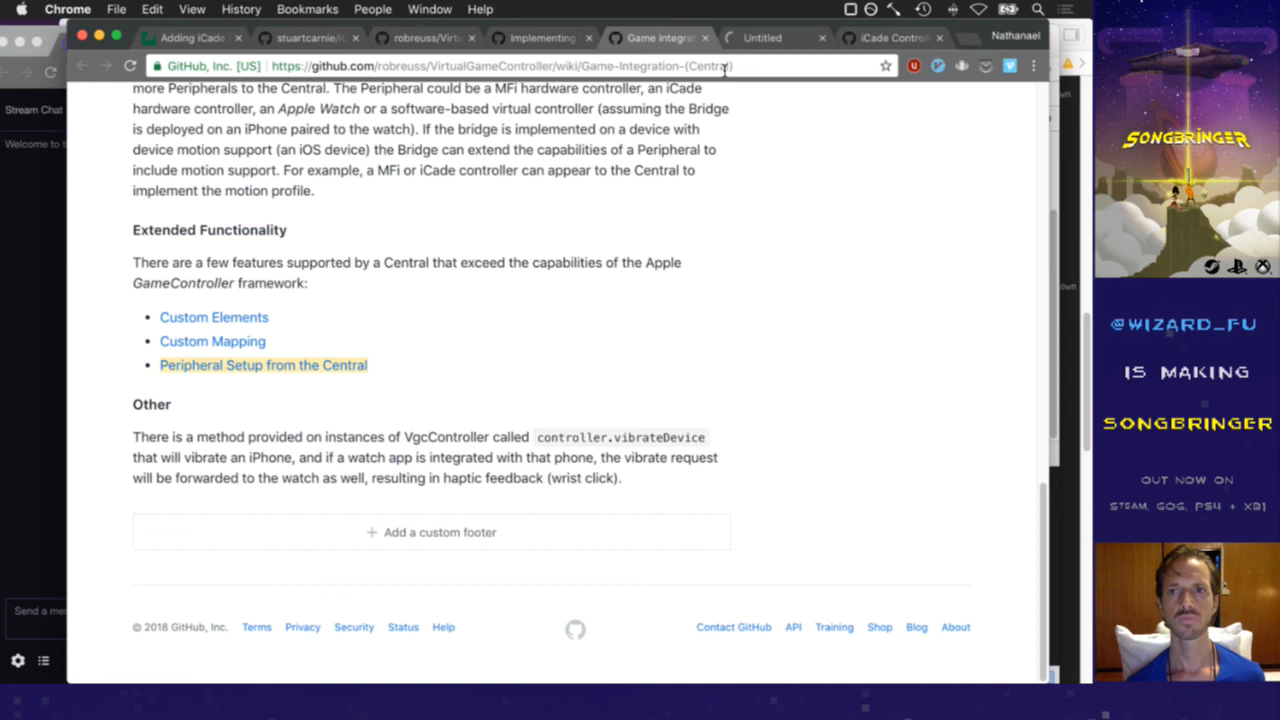 Chrome File Edit View History Bookmarks People Window Help
Adding iCade
stuartcarnie/i
robreuss/Virtu
Implementing
Game Integrat
Untitled
iCade Control
Nathanael
GitHub, Inc. [US] https://github.com/robreuss/VirtualGameController/wiki/Game-Integration-(Central)
more Peripherals to the Central. The Peripheral could be a MFi hardware controller, an iCade
hardware controller, an Apple Watch or a software-based virtual controller (assuming the Bridge
is deployed on an iPhone paired to the watch). If the bridge is implemented on a device with
device motion support (an iOS device) the Bridge can extend the capabilities of a Peripheral to
include motion support. For example, a MFi or iCade controller can appear to the Central to
implement the motion profile.
Extended Functionality
There are a few features supported by a Central that exceed the capabilities of the Apple
GameController framework:
• Custom Elements
• Custom Mapping
• Peripheral Setup from the Central
Other
There is a method provided on instances of VgcController called controller.vibrateDevice
that will vibrate an iPhone, and if a watch app is integrated with that phone, the vibrate request
will be forwarded to the watch as well, resulting in haptic feedback (wrist click).
+ Add a custom footer
© 2018 GitHub, Inc. Terms Privacy Security Status Help
Contact GitHub API Training Shop Blog About
Stream Chat
Welcome to t
Send a me
own
own
SONGBRINGER
@WIZARD_FU
IS MAKING
SONGBRINGER
OUT NOW ON
STEAM, GOG, PS4 + XB1